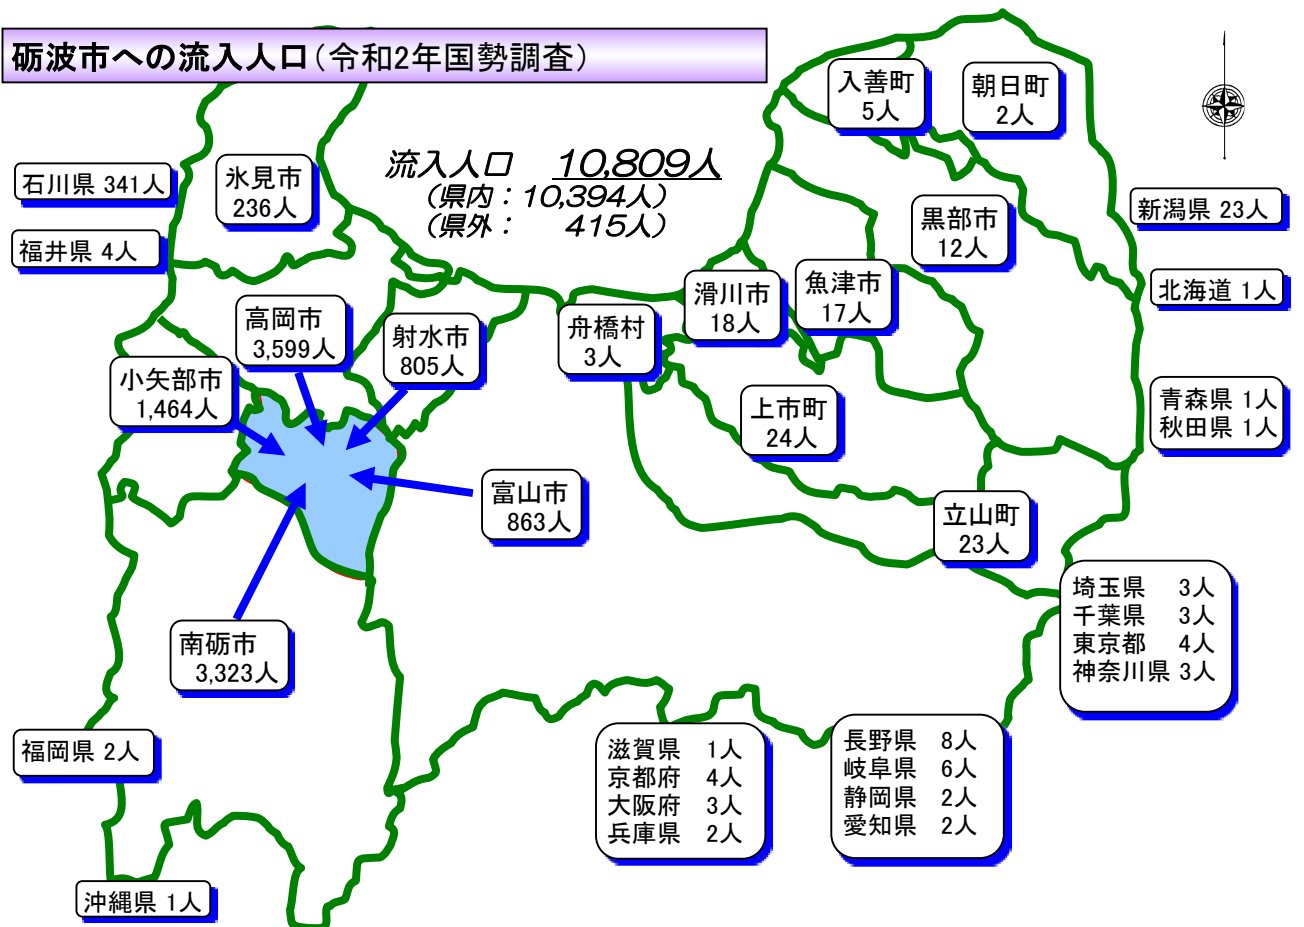 砺波市への流入人口（令和2年国勢調査）
流入人口 10,809人
（県内：10,394人）
（県外： 415人）
入善町
5人
朝日町
2人
石川県 341人
氷見市
236人
福井県 4人
黒部市
12人
新潟県 23人
北海道 1人
高岡市
3,599人
射水市
805人
舟橋村
3人
滑川市
18人
魚津市
17人
小矢部市
1,464人
上市町
24人
青森県 1人
秋田県 1人
富山市
863人
立山町
23人
埼玉県 3人
千葉県 3人
東京都 4人
神奈川県 3人
南砺市
3,323人
福岡県 2人
滋賀県 1人
京都府 4人
大阪府 3人
兵庫県 2人
長野県 8人
岐阜県 6人
静岡県 2人
愛知県 2人
沖縄県 1人